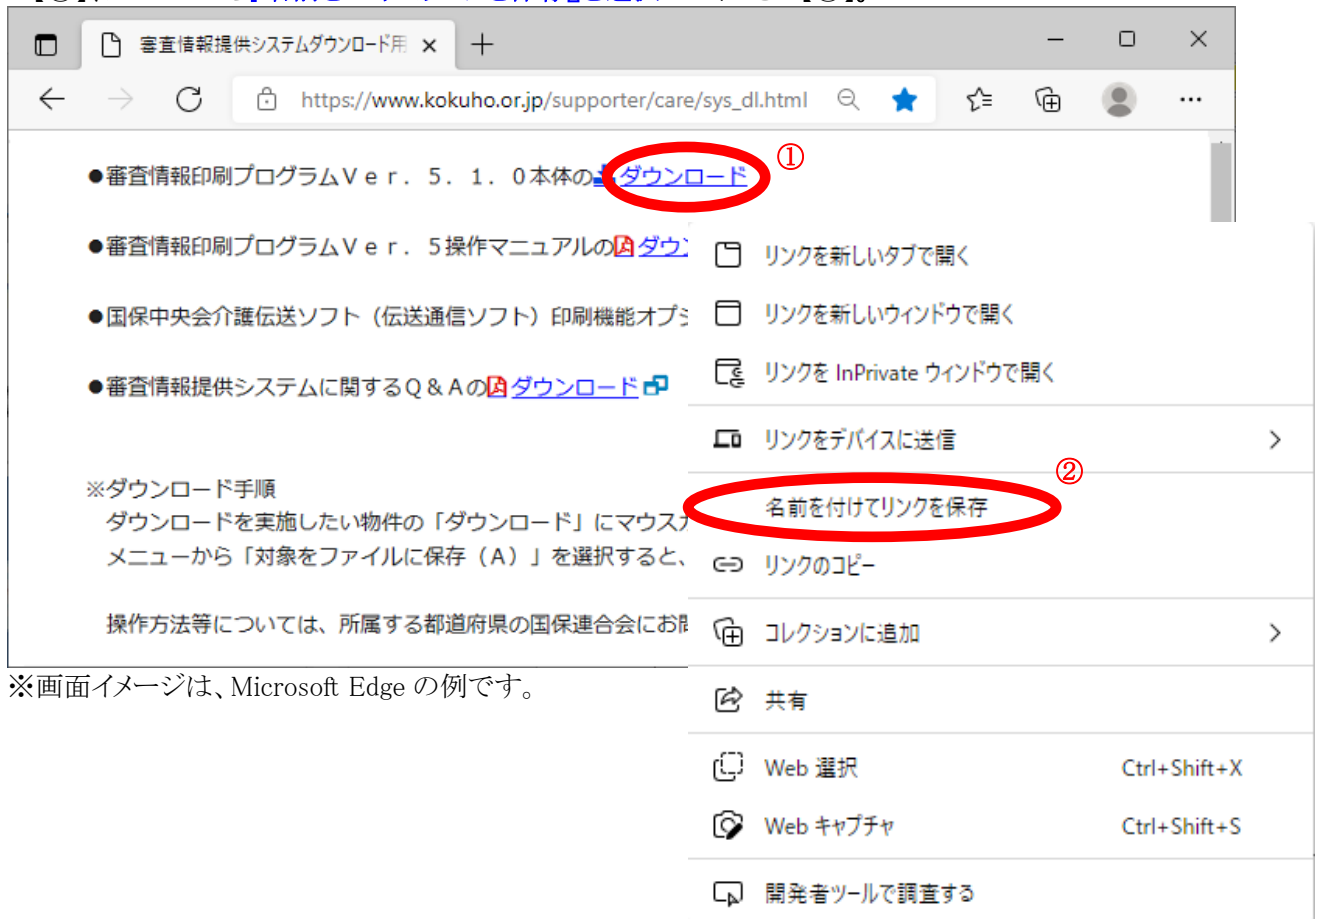 審査情報提供システムダウンロード用
https://www.kokuho.or.jp/supporter/care/sys_dl.html
①
●審査情報印刷プログラムVer.5.1.0本体のダウンロード
●審査情報印刷プログラムVer.5操作マニュアルのダウン
●国保中央会介護伝送ソフト(伝送通信ソフト)印刷機能オプシ
●審査情報提供システムに関するQ&Aのダウンロード
※ダウンロード手順
ダウンロードを実施したい物件の「ダウンロード」にマウスカ
メニューから「対象をファイルに保存(A)」を選択すると、
操作方法等については、所属する都道府県の国保連合会にお問
リンクを新しいタブで開く
リンクを新しいウィンドウで開く
リンクを InPrivate ウィンドウで開く
リンクをデバイスに送信
②
名前を付けてリンクを保存
リンクのコピー
コレクションに追加
共有
Web 選択 Ctrl+Shift+X
Web キャプチャ Ctrl+Shift+S
開発者ツールで調査する
※画面イメージは、Microsoft Edge の例です。